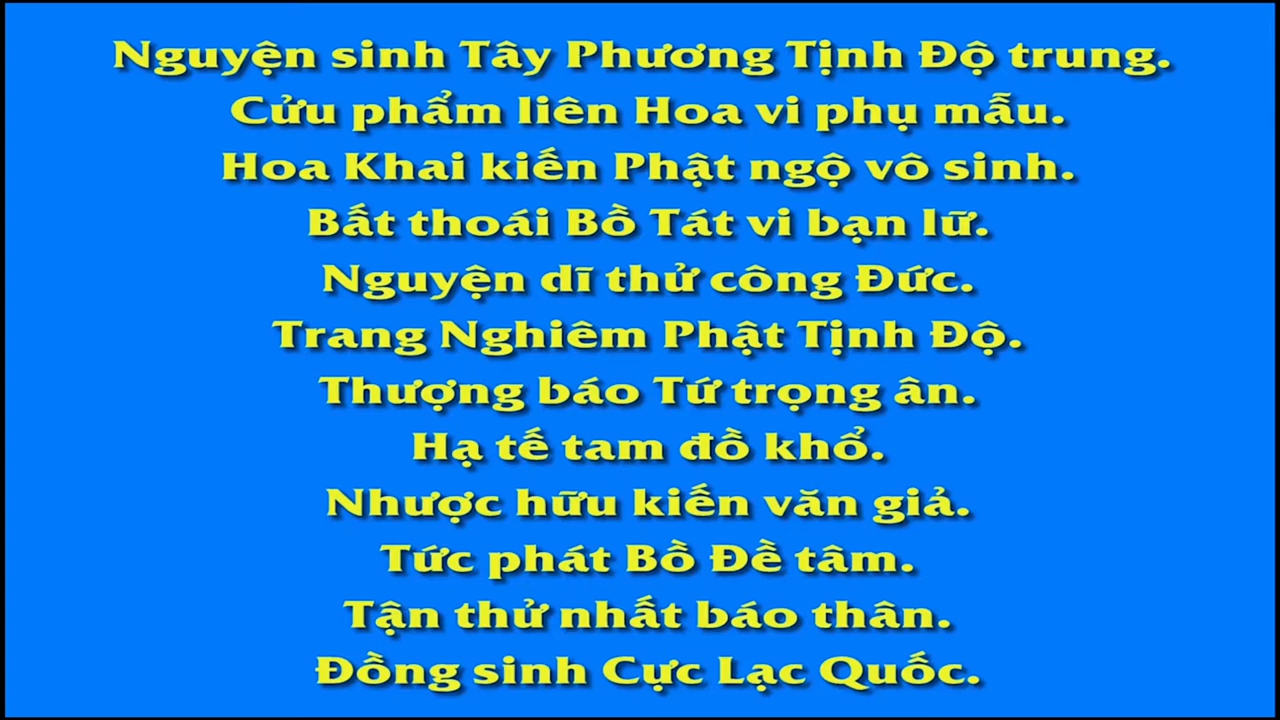 Nguyện sinh Tây Phương Tịnh Độ trung.
Cửu phẩm liên Hoa vi phụ mẫu.
Hoa Khai kiến Phật ngộ vô sinh.
Bất thoái Bồ Tát vi bạn lữ.
Nguyện dĩ thử công Đức.
Trang Nghiêm Phật Tịnh Độ.
Thượng báo Tứ trọng ân.
Hạ tế tam đồ khổ.
Nhược hữu kiến văn giả.
Tức phát Bồ Đề tâm.
Tận thử nhất báo thân.
Đồng sinh Cực Lạc Quốc.